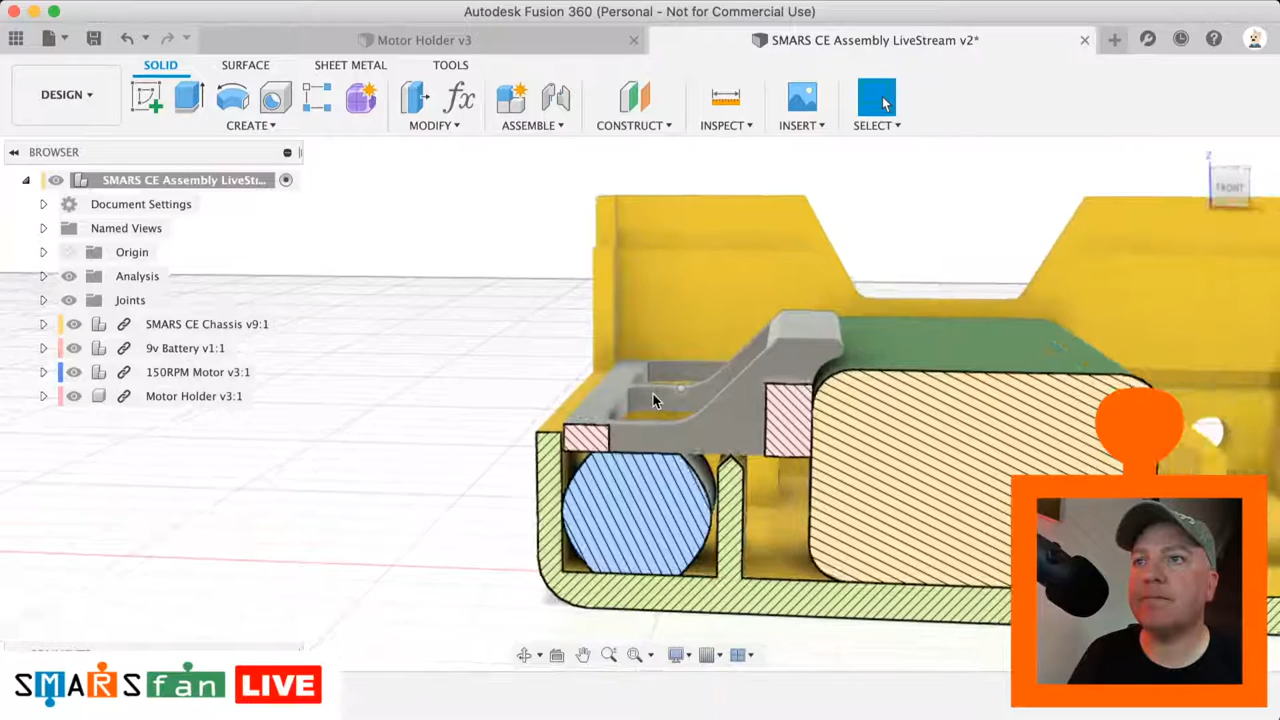 Autodesk Fusion 360 (Personal - Not for Commercial Use)
Motor Holder v3
SMARS CE Assembly LiveStream v2*
DESIGN
SOLID SURFACE SHEET METAL TOOLS
CREATE MODIFY ASSEMBLE CONSTRUCT INSPECT INSERT SELECT
BROWSER
SMARS CE Assembly LiveStr...
Document Settings
Named Views
Origin
Analysis
Joints
SMARS CE Chassis v9:1
9v Battery v1:1
150RPM Motor v3:1
Motor Holder v3:1
Z
FRONT
SMARSfan LIVE